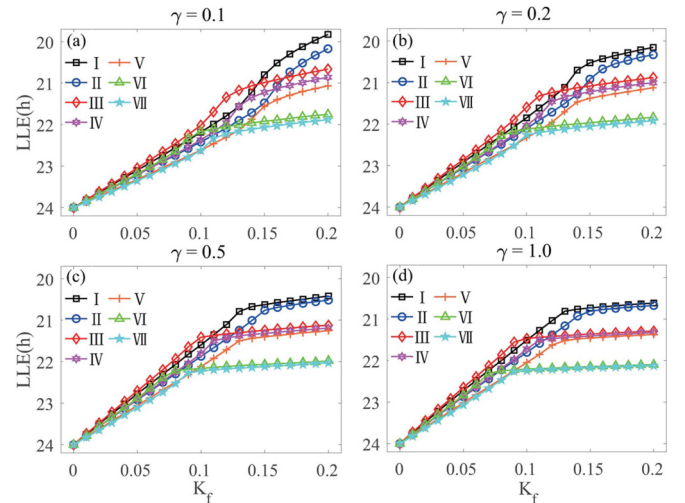 γ = 0.1
(a)
I
V
II
VI
III
VII
IV
LLE(h)
20
21
22
23
24
0
0.05
0.1
0.15
0.2
γ = 0.2
(b)
I
V
II
VI
III
VII
IV
20
21
22
23
24
0
0.05
0.1
0.15
0.2
γ = 0.5
(c)
I
V
II
VI
III
VII
IV
LLE(h)
20
21
22
23
24
0
0.05
0.1
0.15
0.2
K_f
γ = 1.0
(d)
I
V
II
VI
III
VII
IV
20
21
22
23
24
0
0.05
0.1
0.15
0.2
K_f